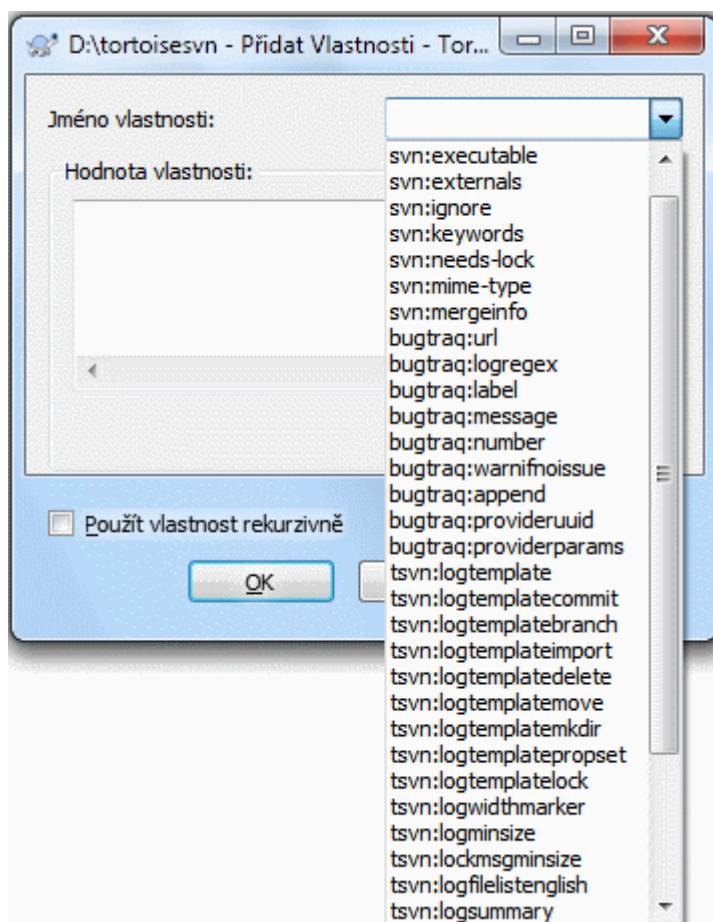 D:\tortoisesvn - Přidat Vlastnosti - Tor...
Jméno vlastnosti:
Hodnota vlastnosti:
svn:executable
svn:externals
svn:ignore
svn:keywords
svn:needs-lock
svn:mime-type
svn:mergeinfo
bugtraq:url
bugtraq:logregex
bugtraq:label
bugtraq:message
bugtraq:number
bugtraq:warnifnoissue
bugtraq:append
bugtraq:provideruuid
bugtraq:providerparams
tsvn:logtemplate
tsvn:logtemplatecommit
tsvn:logtemplatebranch
tsvn:logtemplateimport
tsvn:logtemplatedelete
tsvn:logtemplatemove
tsvn:logtemplatemkdir
tsvn:logtemplatepropset
tsvn:logtemplatelock
tsvn:logwidthmarker
tsvn:logminsize
tsvn:lockmsgminsize
tsvn:logfilelistenglish
tsvn:logsummary
Použít vlastnost rekurzivně
OK